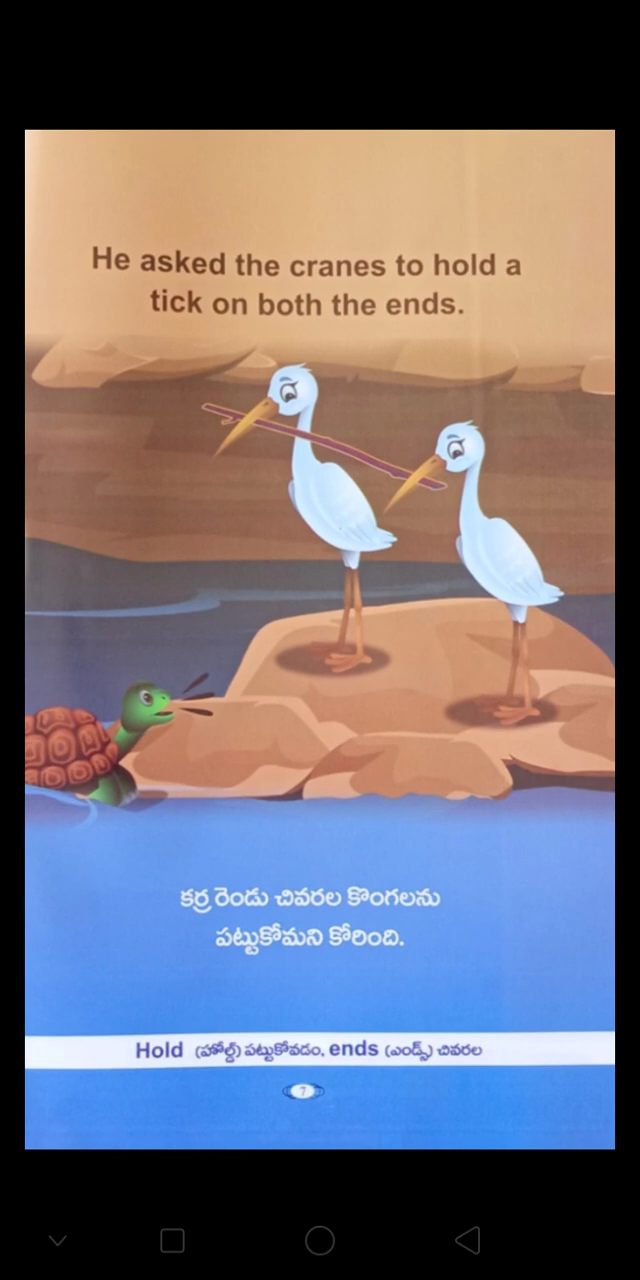 He asked the cranes to hold a
tick on both the ends.
కర్ర రెండు చివరల కొంగలను
పట్టుకోమని కోరింది.
Hold (హోల్డ్) పట్టుకోవడం, ends (ఎండ్స్) చివరల
7